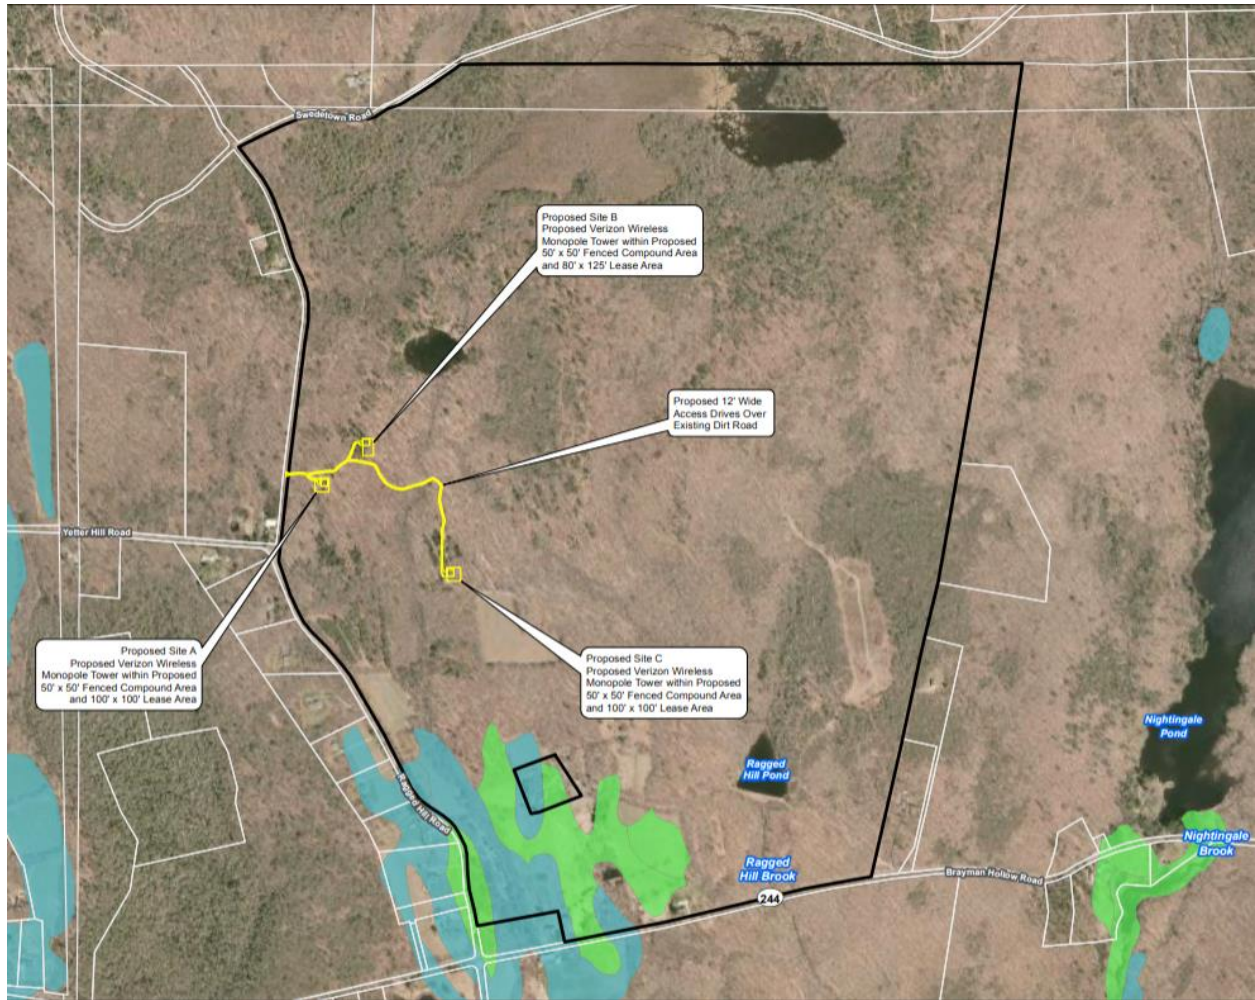 Swedetown Road
Proposed Site B
Proposed Verizon Wireless
Monopole Tower within Proposed
50' x 50' Fenced Compound Area
and 80' x 125' Lease Area
Proposed 12' Wide
Access Drives Over
Existing Dirt Road
Yetter Hill Road
Proposed Site A
Proposed Verizon Wireless
Monopole Tower within Proposed
50' x 50' Fenced Compound Area
and 100' x 100' Lease Area
Proposed Site C
Proposed Verizon Wireless
Monopole Tower within Proposed
50' x 50' Fenced Compound Area
and 100' x 100' Lease Area
Nightingale
Pond
Ragged
Hill Pond
Ragged Hill Road
Nightingale
Brook
Ragged
Hill Brook
Brayman Hollow Road
244